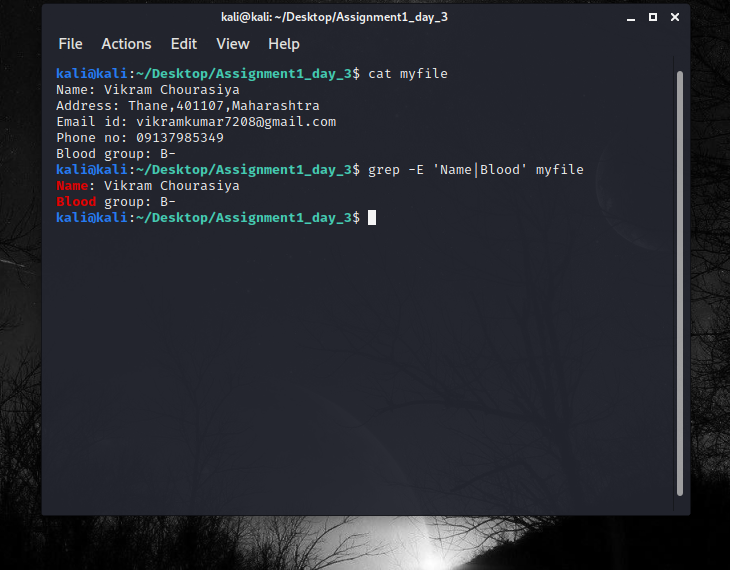 kali@kali: ~/Desktop/Assignment1_day_3
File Actions Edit View Help
kali@kali:~/Desktop/Assignment1_day_3$ cat myfile
Name: Vikram Chourasiya
Address: Thane,401107,Maharashtra
Email id: vikramkumar7208@gmail.com
Phone no: 09137985349
Blood group: B-
kali@kali:~/Desktop/Assignment1_day_3$ grep -E 'Name|Blood' myfile
Name: Vikram Chourasiya
Blood group: B-
kali@kali:~/Desktop/Assignment1_day_3$